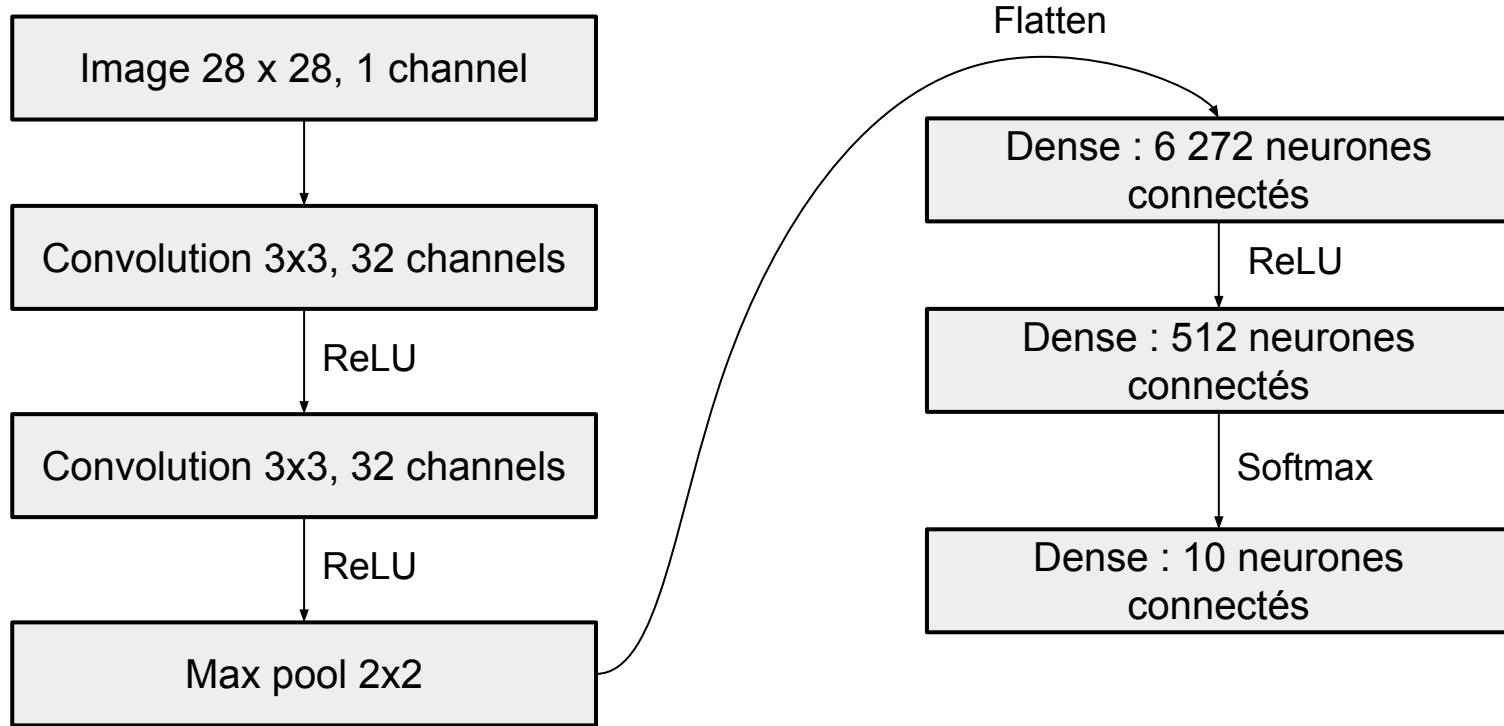 Image 28 x 28, 1 channel
Convolution 3x3, 32 channels
ReLU
Convolution 3x3, 32 channels
ReLU
Max pool 2x2
Flatten
Dense : 6 272 neurones
connectés
ReLU
Dense : 512 neurones
connectés
Softmax
Dense : 10 neurones
connectés